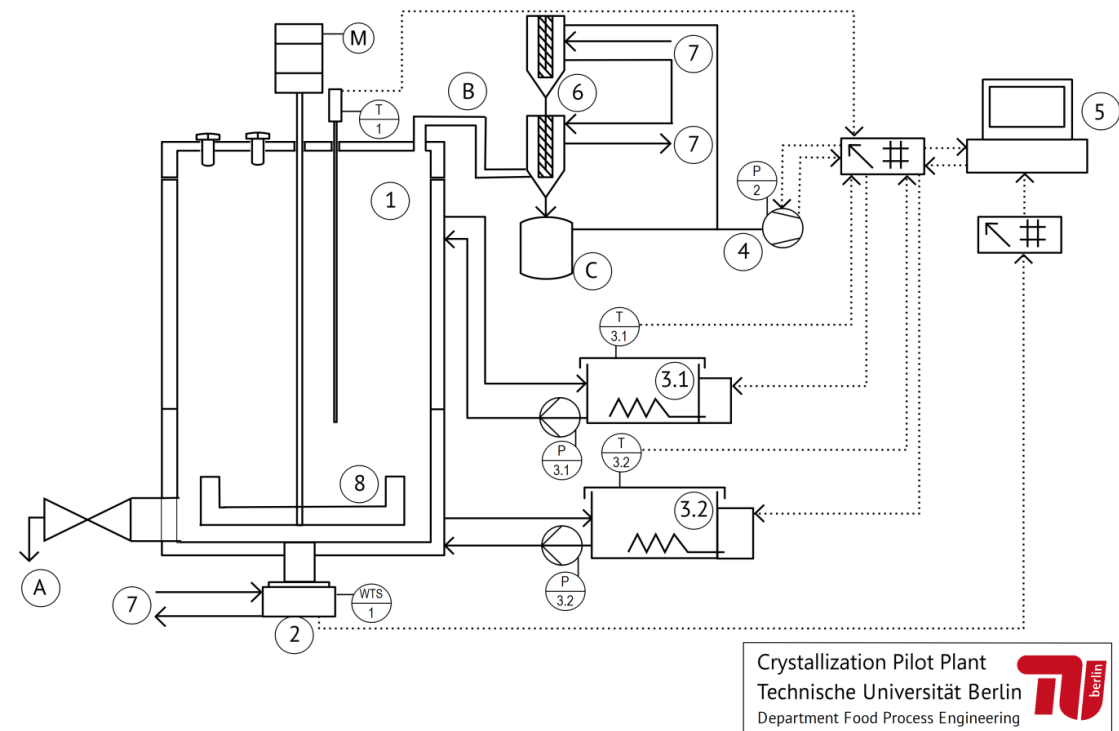 M
7
5
B
6
T
1
7
P
2
1
4
C
T
3.1
3.1
P
3.1
T
3.2
8
3.2
A
P
3.2
7
WTS
1
2
Crystallization Pilot Plant
Technische Universität Berlin
Department Food Process Engineering
berlin